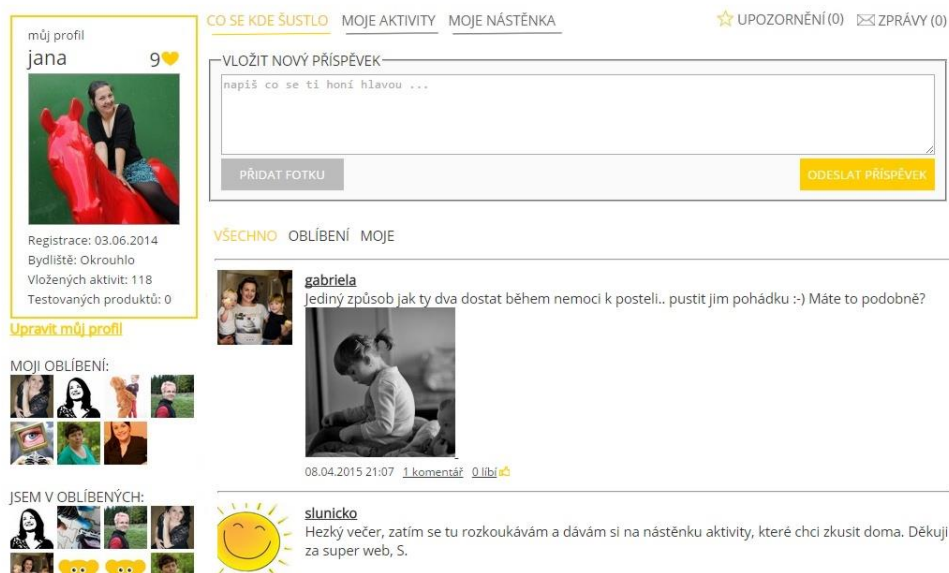 můj profil
jana 9
Registrace: 03.06.2014
Bydliště: Okrouhlo
Vložených aktivit: 118
Testovaných produktů: 0
Upravit můj profil
MOJI OBLÍBENÍ:
JSEM V OBLÍBENÝCH:
CO SE KDE ŠUSTLO MOJE AKTIVITY MOJE NÁSTĚNKA
UPOZORNĚNÍ (0) ZPRÁVY (0)
VLOŽIT NOVÝ PŘÍSPĚVEK
napiš co se ti honí hlavou ...
PŘIDAT FOTKU
ODESLAT PŘÍSPĚVEK
VŠECHNO OBLÍBENÍ MOJE
gabriela
Jediný způsob jak ty dva dostat během nemoci k posteli.. pustit jim pohádku :-) Máte to podobně?
08.04.2015 21:07 1 komentář 0 líbí
slunicko
Hezký večer, zatím se tu rozkoukávám a dávám si na nástěnku aktivity, které chci zkusit doma. Děkuji
za super web, S.